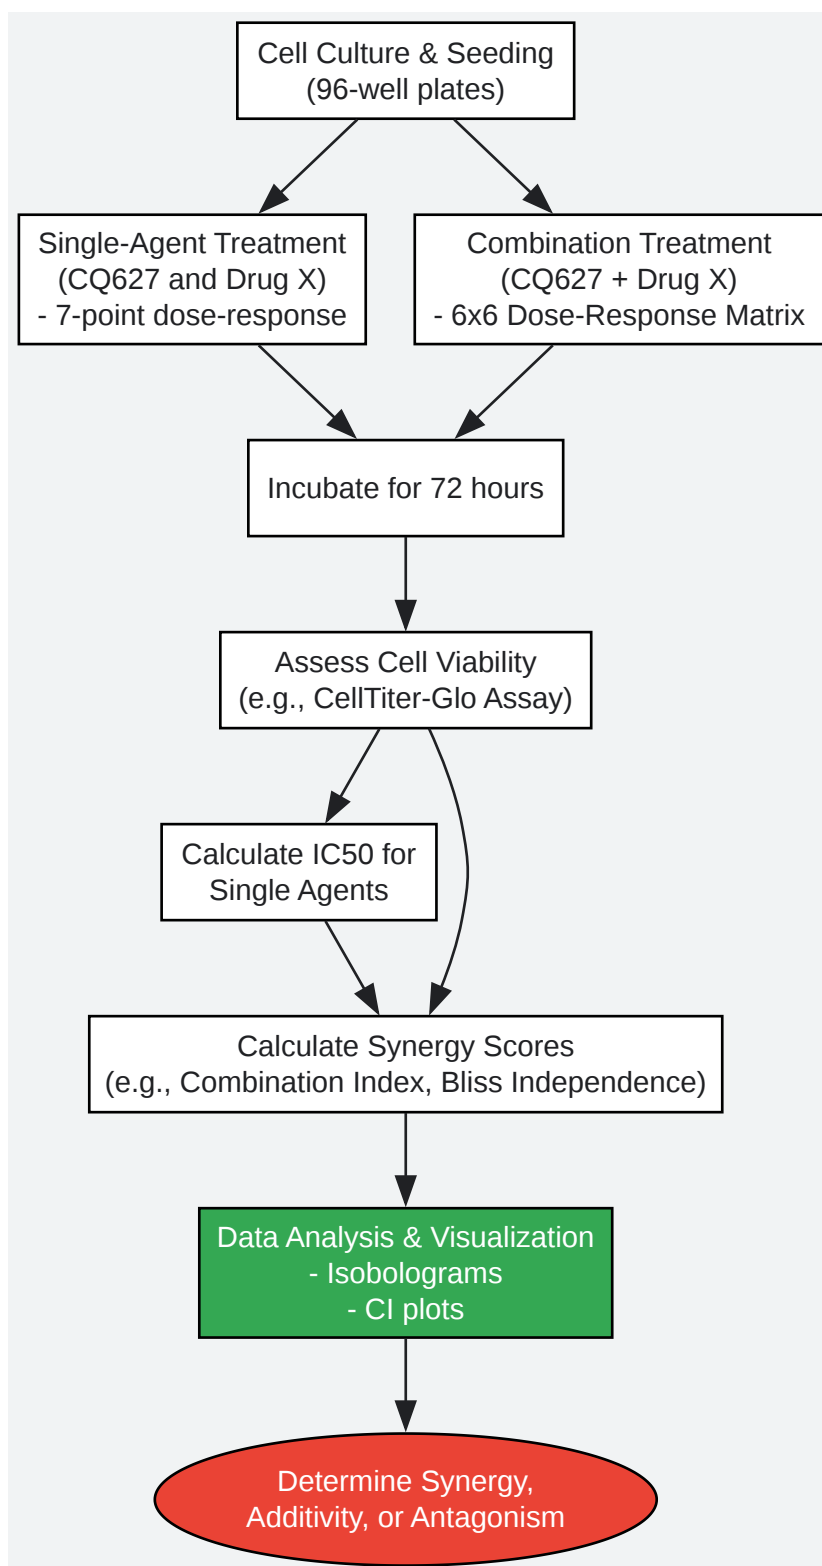 Cell Culture & Seeding
(96-well plates)
Single-Agent Treatment
(CQ627 and Drug X)
- 7-point dose-response
Combination Treatment
(CQ627 + Drug X)
- 6x6 Dose-Response Matrix
Incubate for 72 hours
Assess Cell Viability
(e.g., CellTiter-Glo Assay)
Calculate IC50 for
Single Agents
Calculate Synergy Scores
(e.g., Combination Index, Bliss Independence)
Data Analysis & Visualization
- Isobolograms
- CI plots
Determine Synergy,
Additivity, or Antagonism